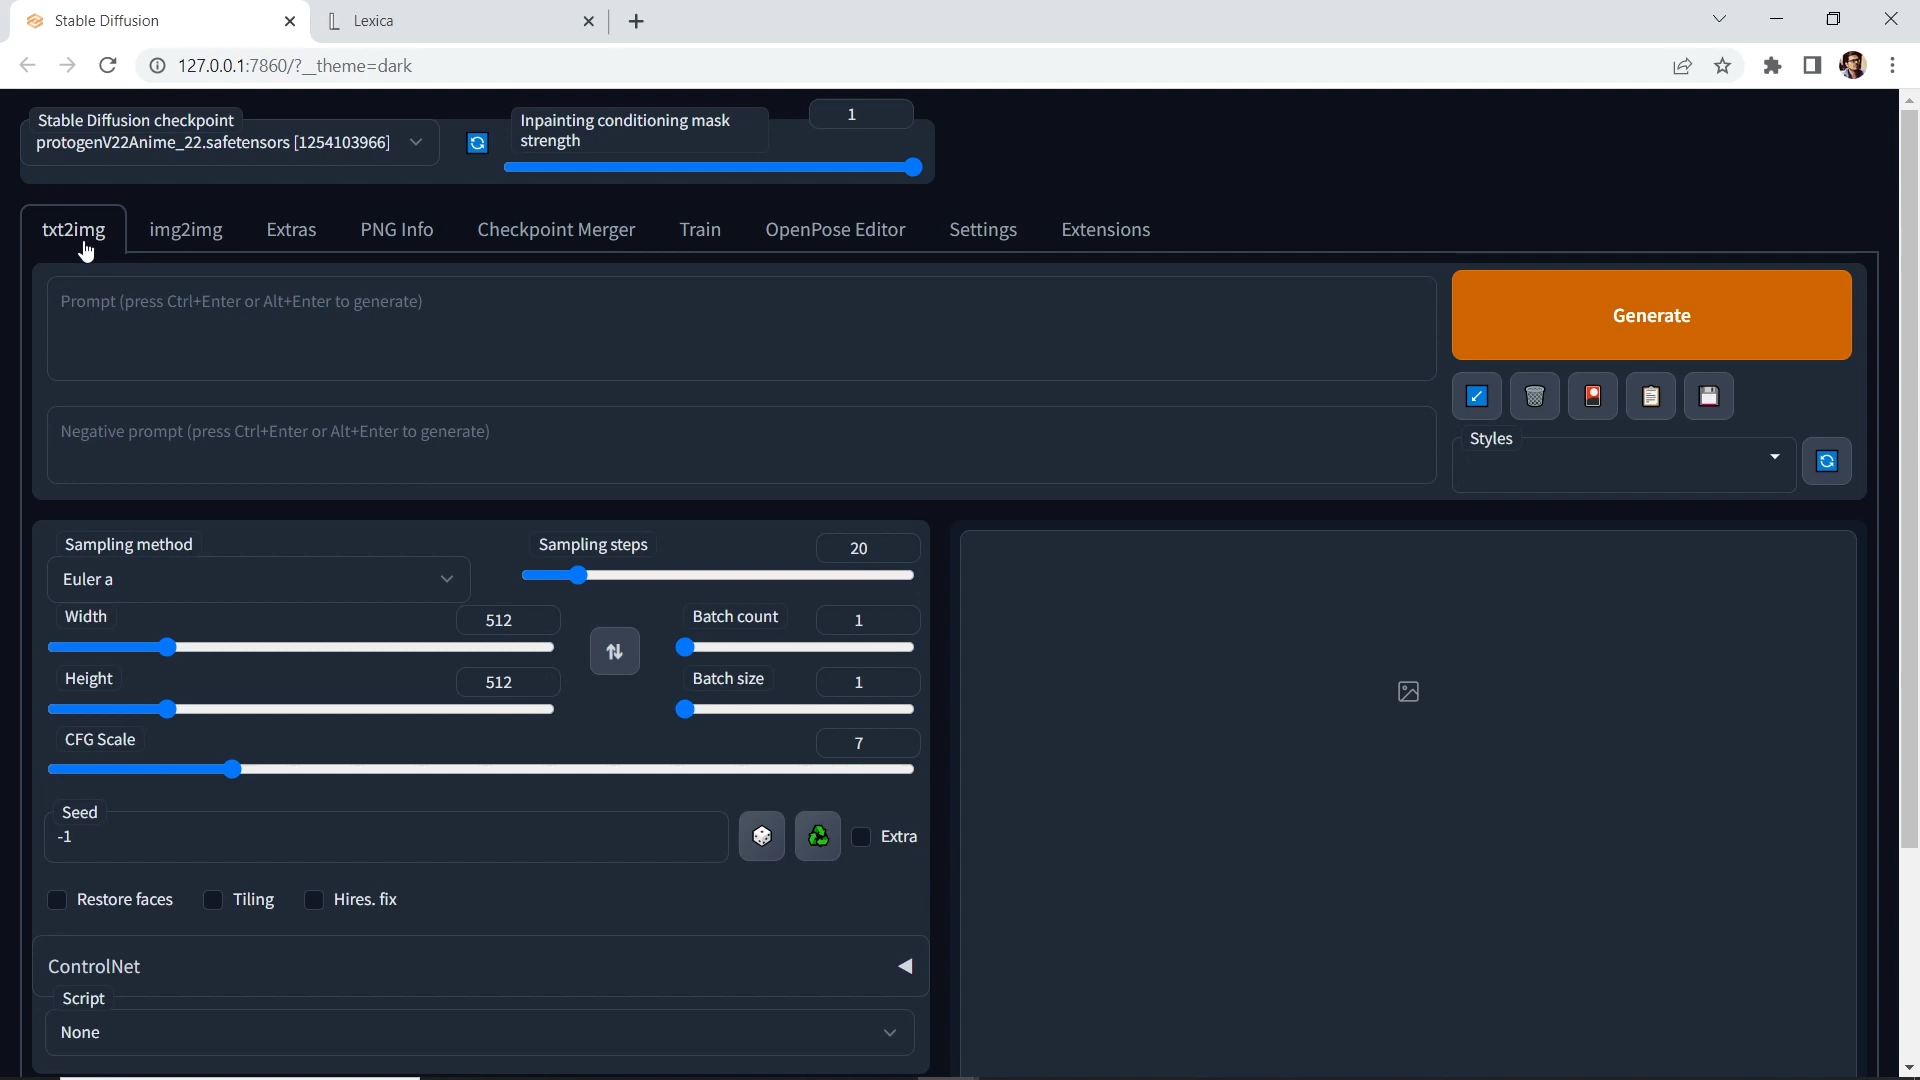 Stable Diffusion
Lexica
127.0.0.1:7860/?__theme=dark
Stable Diffusion checkpoint
protogenV22Anime_22.safetensors [1254103966]
Inpainting conditioning mask
strength
1
txt2img
img2img
Extras
PNG Info
Checkpoint Merger
Train
OpenPose Editor
Settings
Extensions
Prompt (press Ctrl+Enter or Alt+Enter to generate)
Generate
Negative prompt (press Ctrl+Enter or Alt+Enter to generate)
Styles
Sampling method
Euler a
Sampling steps
20
Width
512
Batch count
1
Height
512
Batch size
1
CFG Scale
7
Seed
-1
Extra
Restore faces
Tiling
Hires. fix
ControlNet
Script
None